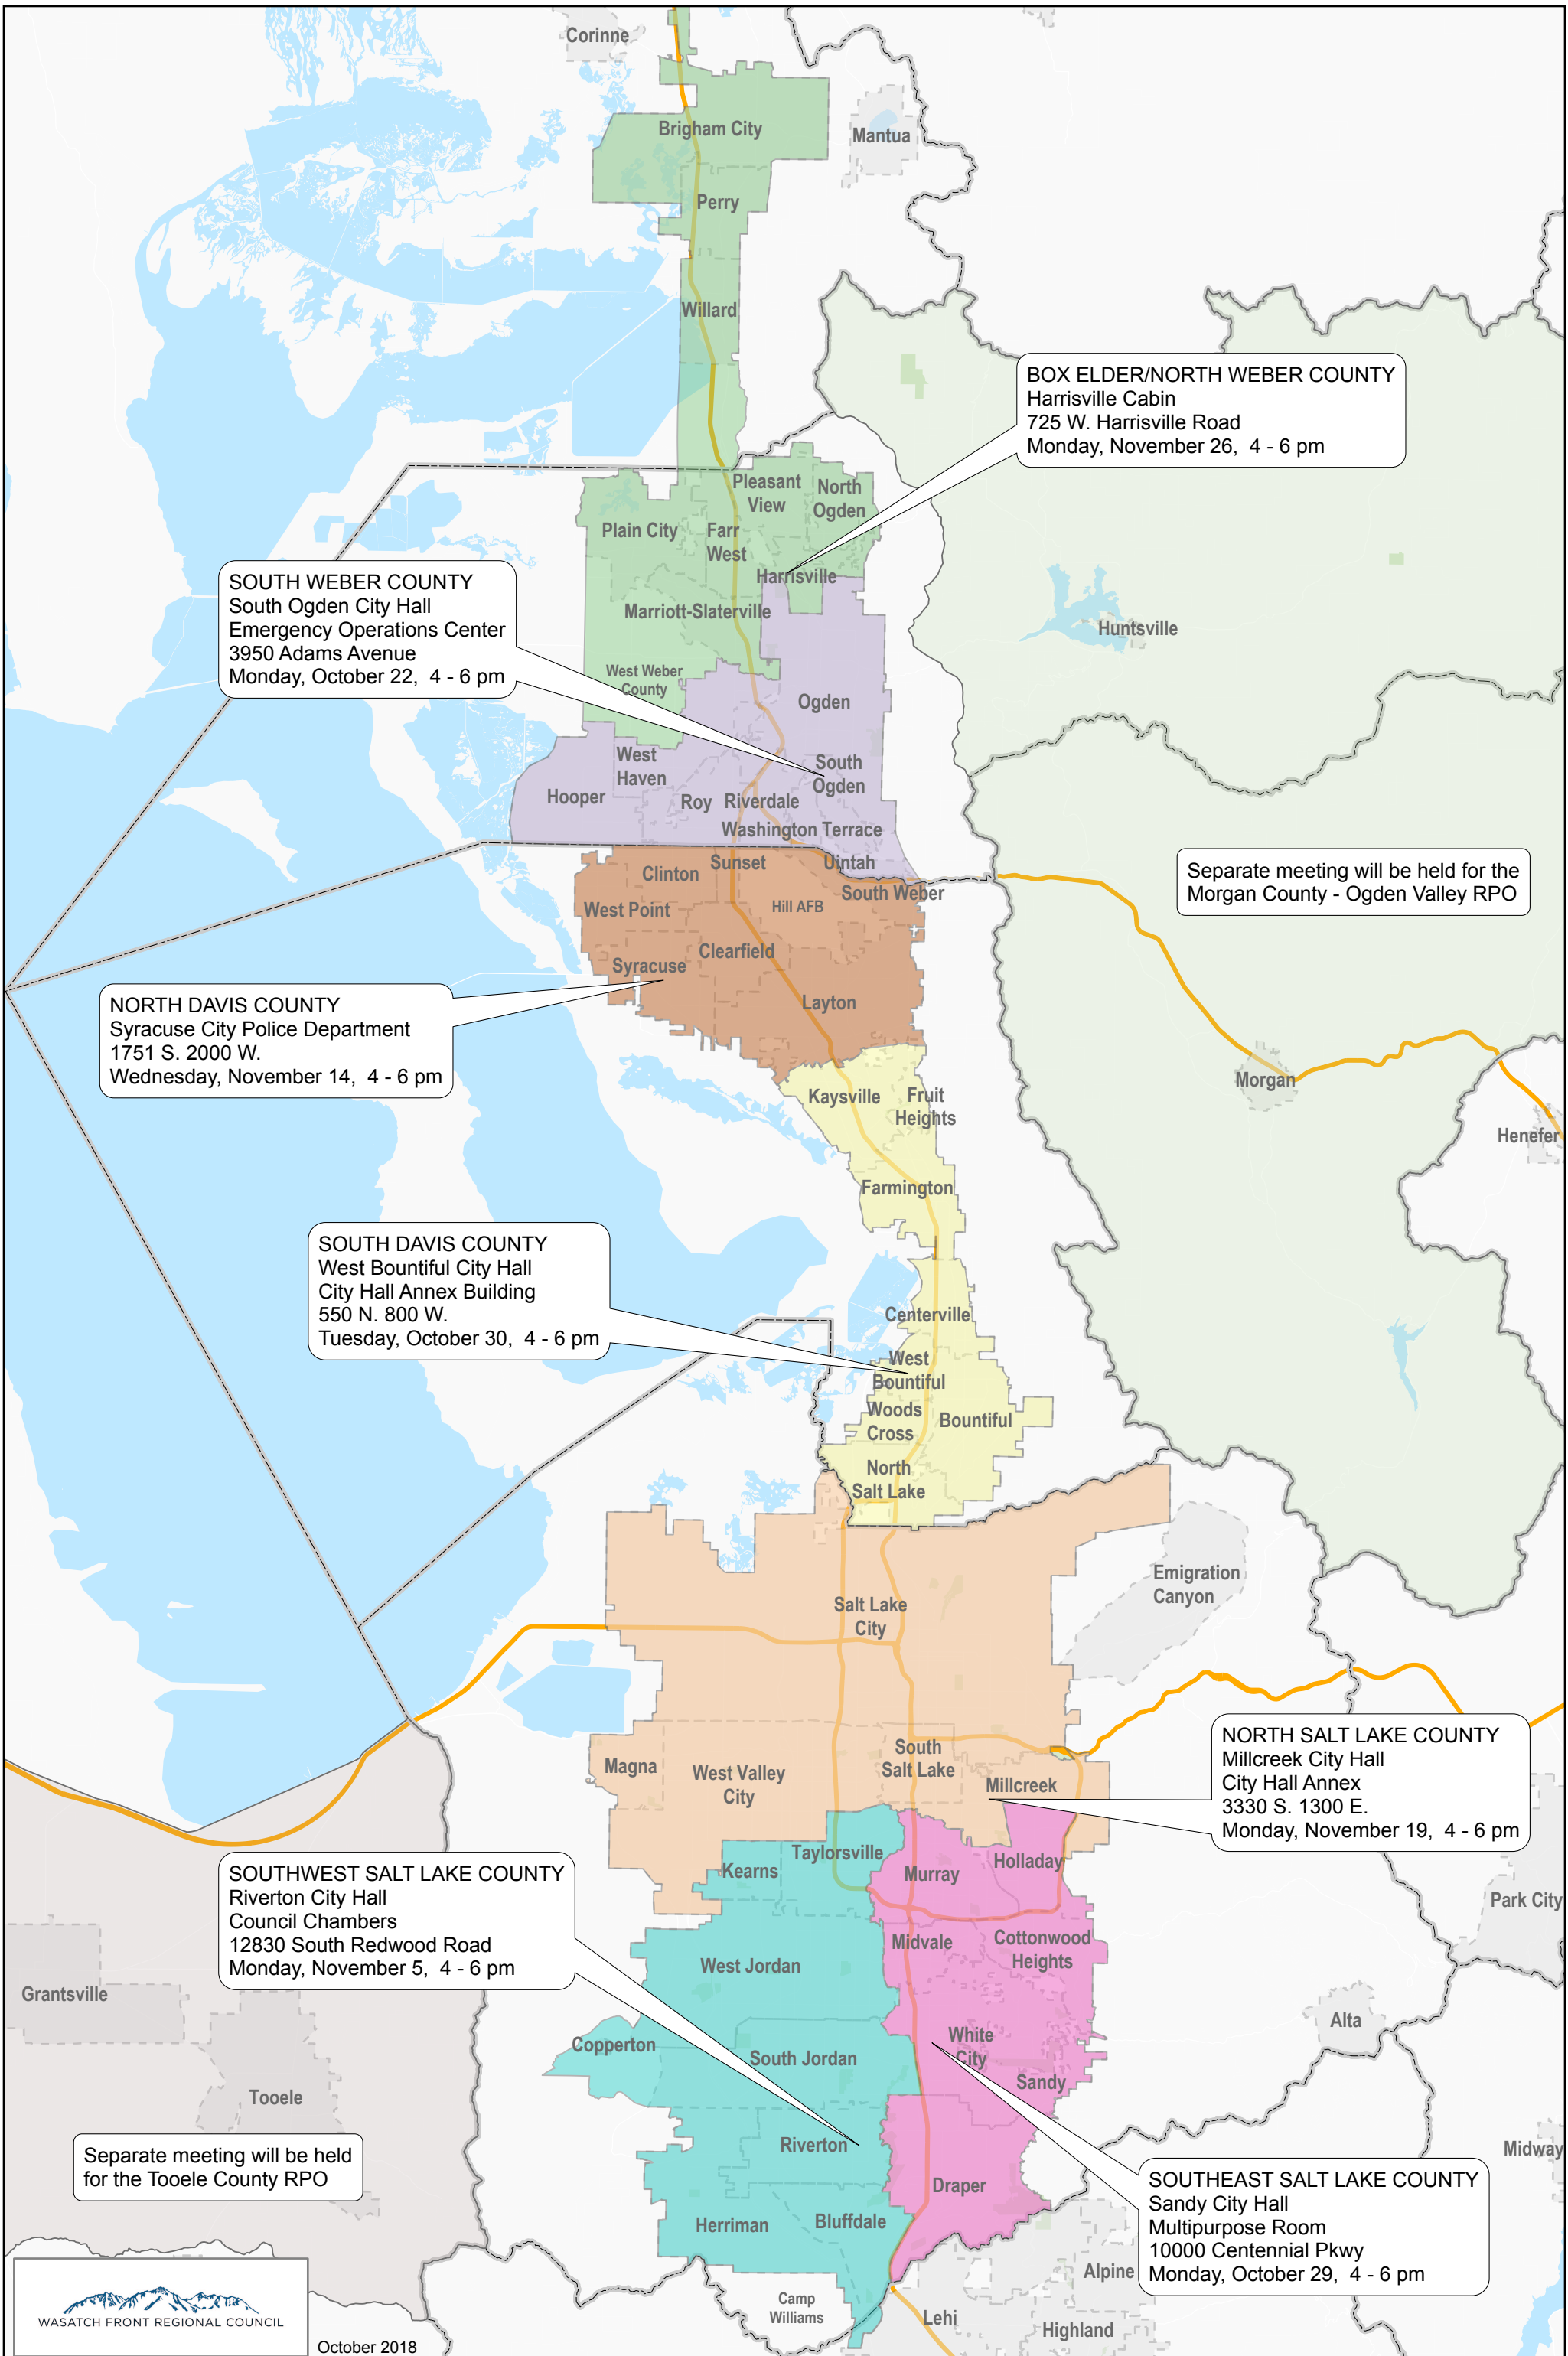 Corinne
Brigham City
Mantua
Perry
Willard
BOX ELDER/NORTH WEBER COUNTY
Harrisville Cabin
725 W. Harrisville Road
Monday, November 26, 4 - 6 pm
Pleasant
View
North
Ogden
Plain City
Farr
West
Harrisville
SOUTH WEBER COUNTY
South Ogden City Hall
Emergency Operations Center
3950 Adams Avenue
Monday, October 22, 4 - 6 pm
Marriott-Slaterville
Huntsville
West Weber
County
Ogden
West
Haven
South
Ogden
Hooper
Roy
Riverdale
Washington Terrace
Sunset
Uintah
Clinton
South Weber
Separate meeting will be held for the
Morgan County - Ogden Valley RPO
West Point
Hill AFB
Clearfield
Syracuse
Layton
NORTH DAVIS COUNTY
Syracuse City Police Department
1751 S. 2000 W.
Wednesday, November 14, 4 - 6 pm
Morgan
Kaysville
Fruit
Heights
Henefer
Farmington
SOUTH DAVIS COUNTY
West Bountiful City Hall
City Hall Annex Building
550 N. 800 W.
Tuesday, October 30, 4 - 6 pm
Centerville
West
Bountiful
Woods
Cross
Bountiful
North
Salt Lake
Emigration
Canyon
Salt Lake
City
NORTH SALT LAKE COUNTY
Millcreek City Hall
City Hall Annex
3330 S. 1300 E.
Monday, November 19, 4 - 6 pm
Magna
West Valley
City
South
Salt Lake
Millcreek
Taylorsville
Kearns
Murray
Holladay
SOUTHWEST SALT LAKE COUNTY
Riverton City Hall
Council Chambers
12830 South Redwood Road
Monday, November 5, 4 - 6 pm
Park City
Midvale
Cottonwood
Heights
West Jordan
Grantsville
Alta
White
City
Copperton
South Jordan
Sandy
Tooele
Riverton
Midway
Separate meeting will be held
for the Tooele County RPO
Draper
SOUTHEAST SALT LAKE COUNTY
Sandy City Hall
Multipurpose Room
10000 Centennial Pkwy
Monday, October 29, 4 - 6 pm
Herriman
Bluffdale
Alpine
Camp
Williams
Lehi
Highland
WASATCH FRONT REGIONAL COUNCIL
October 2018